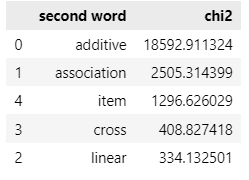 second word chi2
0 additive 18592.911324
1 association 2505.314399
4 item 1296.626029
3 cross 408.827418
2 linear 334.132501